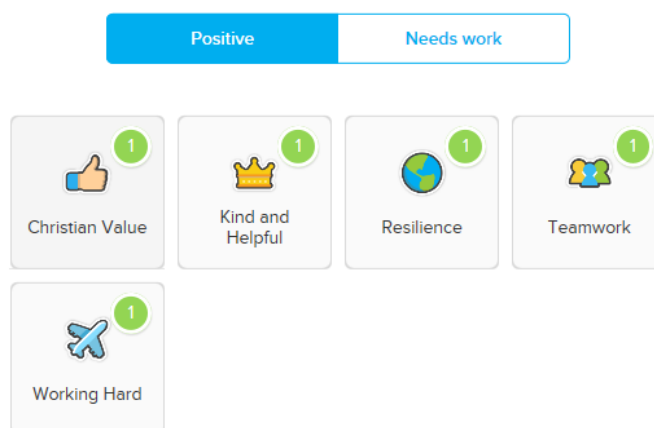 Positive
Needs work
1
1
1
1
Christian Value
Kind and
Helpful
Resilience
Teamwork
1
Working Hard